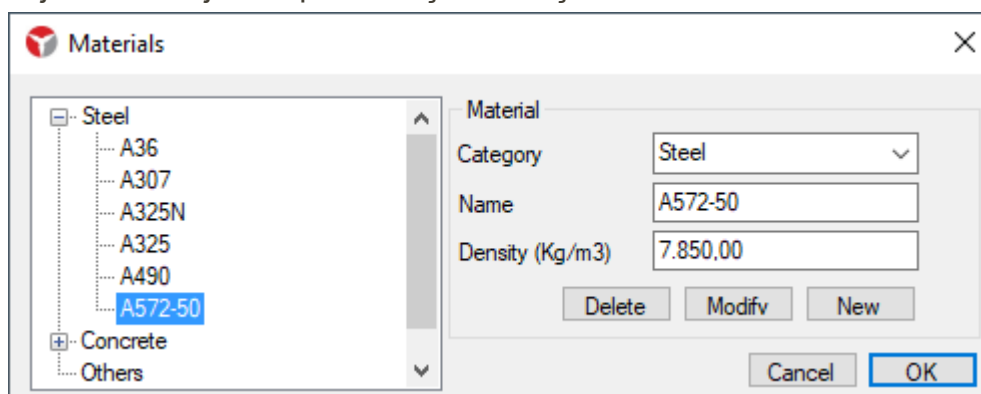 Materials
Steel
A36
A307
A325N
A325
A490
A572-50
Concrete
Others
Material
Category Steel
Name A572-50
Density (Kg/m3) 7.850,00
Delete Modify New
Cancel OK